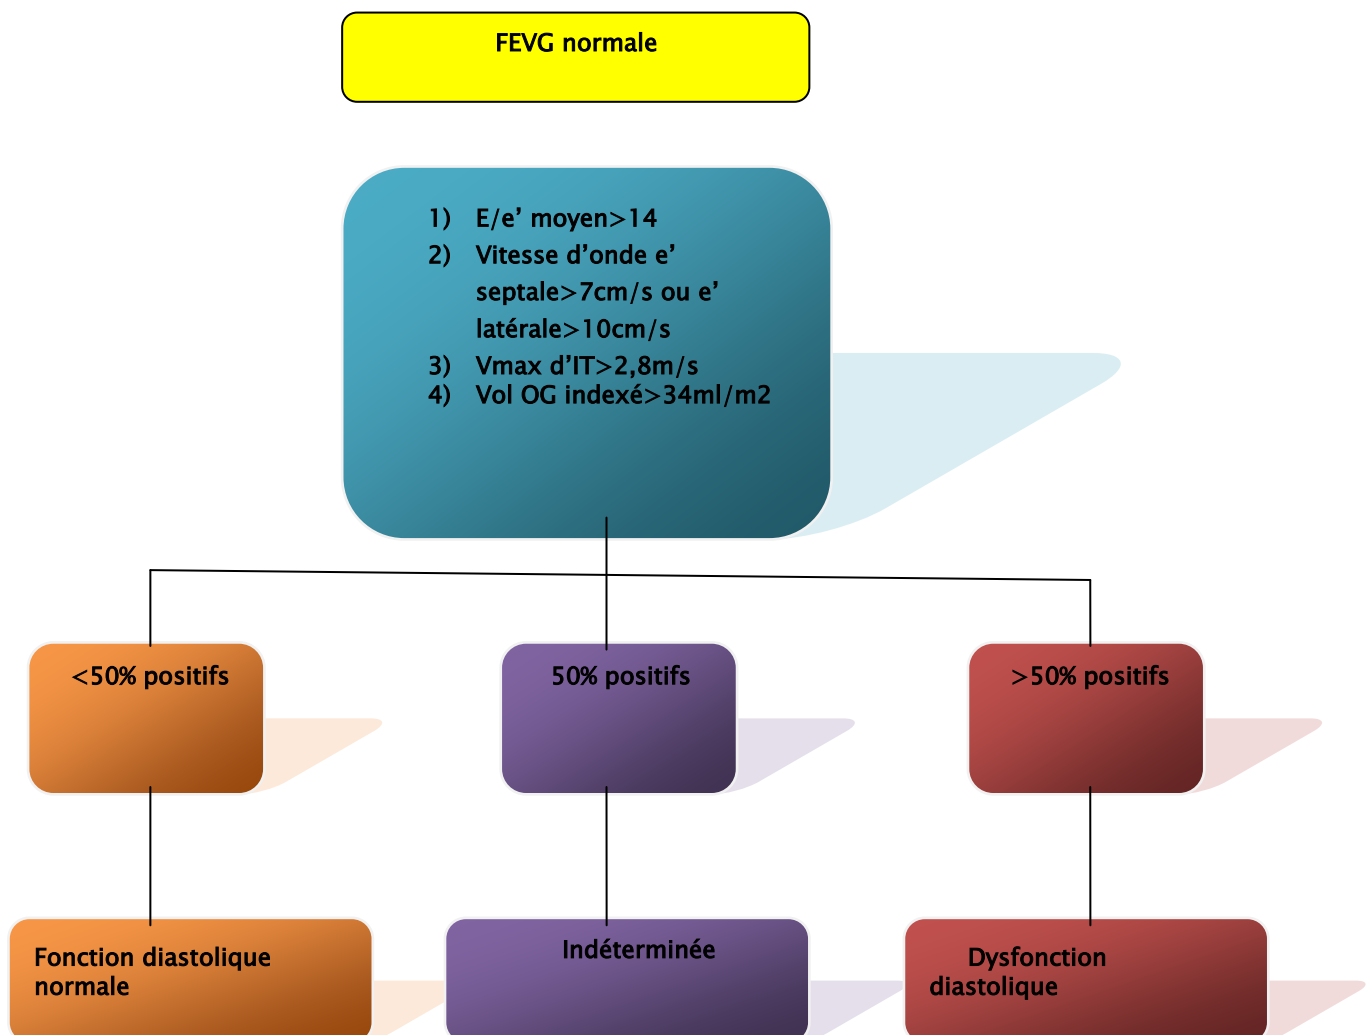 FEVG normale
1) E/e’ moyen>14
2) Vitesse d’onde e’
septale>7cm/s ou e’
latérale>10cm/s
3) Vmax d’IT>2,8m/s
4) Vol OG indexé>34ml/m2
<50% positifs
50% positifs
>50% positifs
Fonction diastolique
normale
Indéterminée
Dysfonction
diastolique